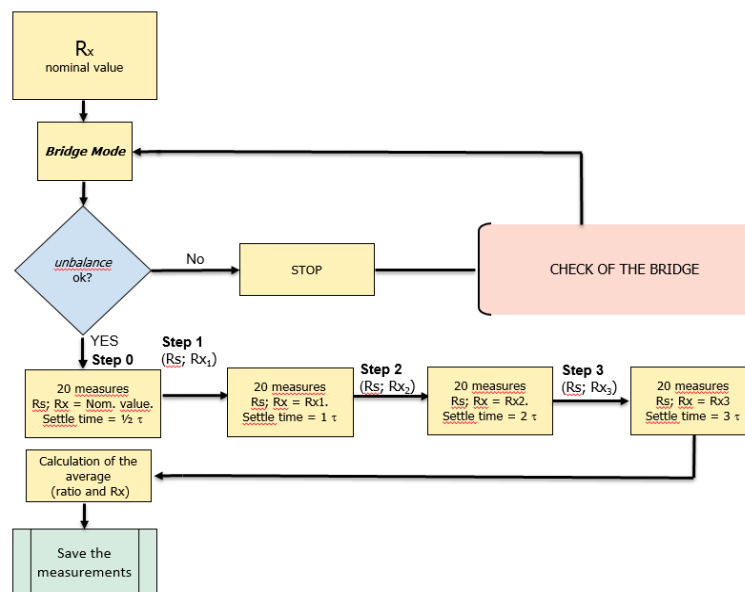 Rx
nominal value
Bridge Mode
unbalance
ok?
No
STOP
CHECK OF THE BRIDGE
YES
Step 0
20 measures
Rs; Rx = Nom. value.
Settle time = ½ τ
Step 1
(Rs; Rx1)
20 measures
Rs; Rx = Rx1.
Settle time = 1 τ
Step 2
(Rs; Rx2)
20 measures
Rs; Rx = Rx2.
Settle time = 2 τ
Step 3
(Rs; Rx3)
20 measures
Rs; Rx = Rx3
Settle time = 3 τ
Calculation of the
average
(ratio and Rx)
Save the
measurements